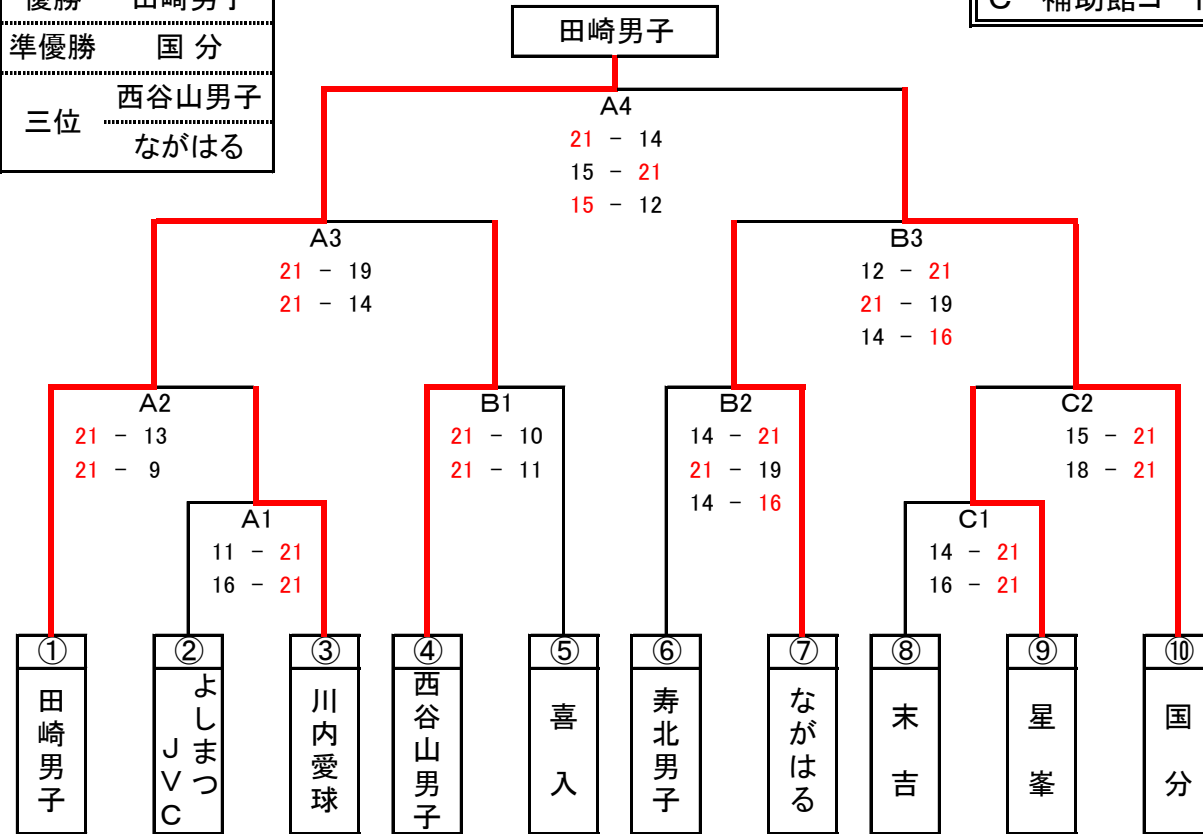 優勝 田崎男子
準優勝 国分
三位 西谷山男子
ながはる
田崎男子
C 補助館コー
A4
21 - 14
15 - 21
15 - 12
A3
21 - 19
21 - 14
B3
12 - 21
21 - 19
14 - 16
A2
21 - 13
21 - 9
B1
21 - 10
21 - 11
B2
14 - 21
21 - 19
14 - 16
C2
15 - 21
18 - 21
A1
11 - 21
16 - 21
C1
14 - 21
16 - 21
① 田崎男子
② よしまつ
JVC
③ 川内愛球
④ 西谷山男子
⑤ 喜入
⑥ 寿北男子
⑦ ながはる
⑧ 末吉
⑨ 星峯
⑩ 国分